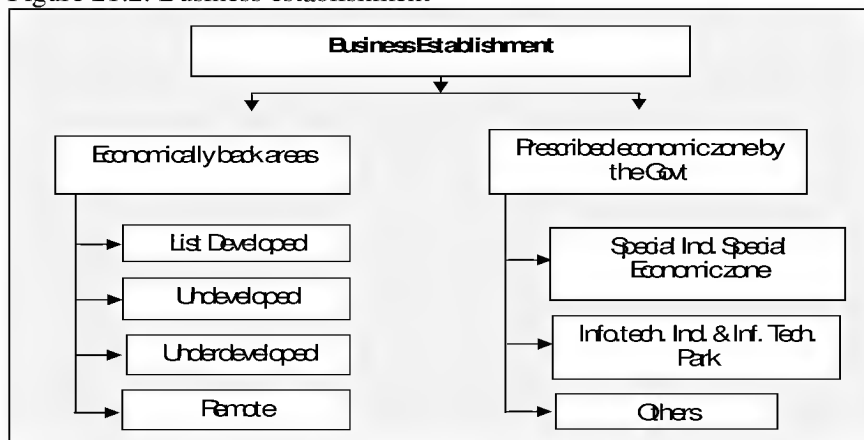 Figure 21.2: Business establishment
Business Establishment
Economically back areas
List Developed
Undeveloped
Underdeveloped
Remote
Prescribed economic zone by
the Govt
Special Ind. Special
Economic zone
Info.tech. Ind. & Inf. Tech.
Park
Others